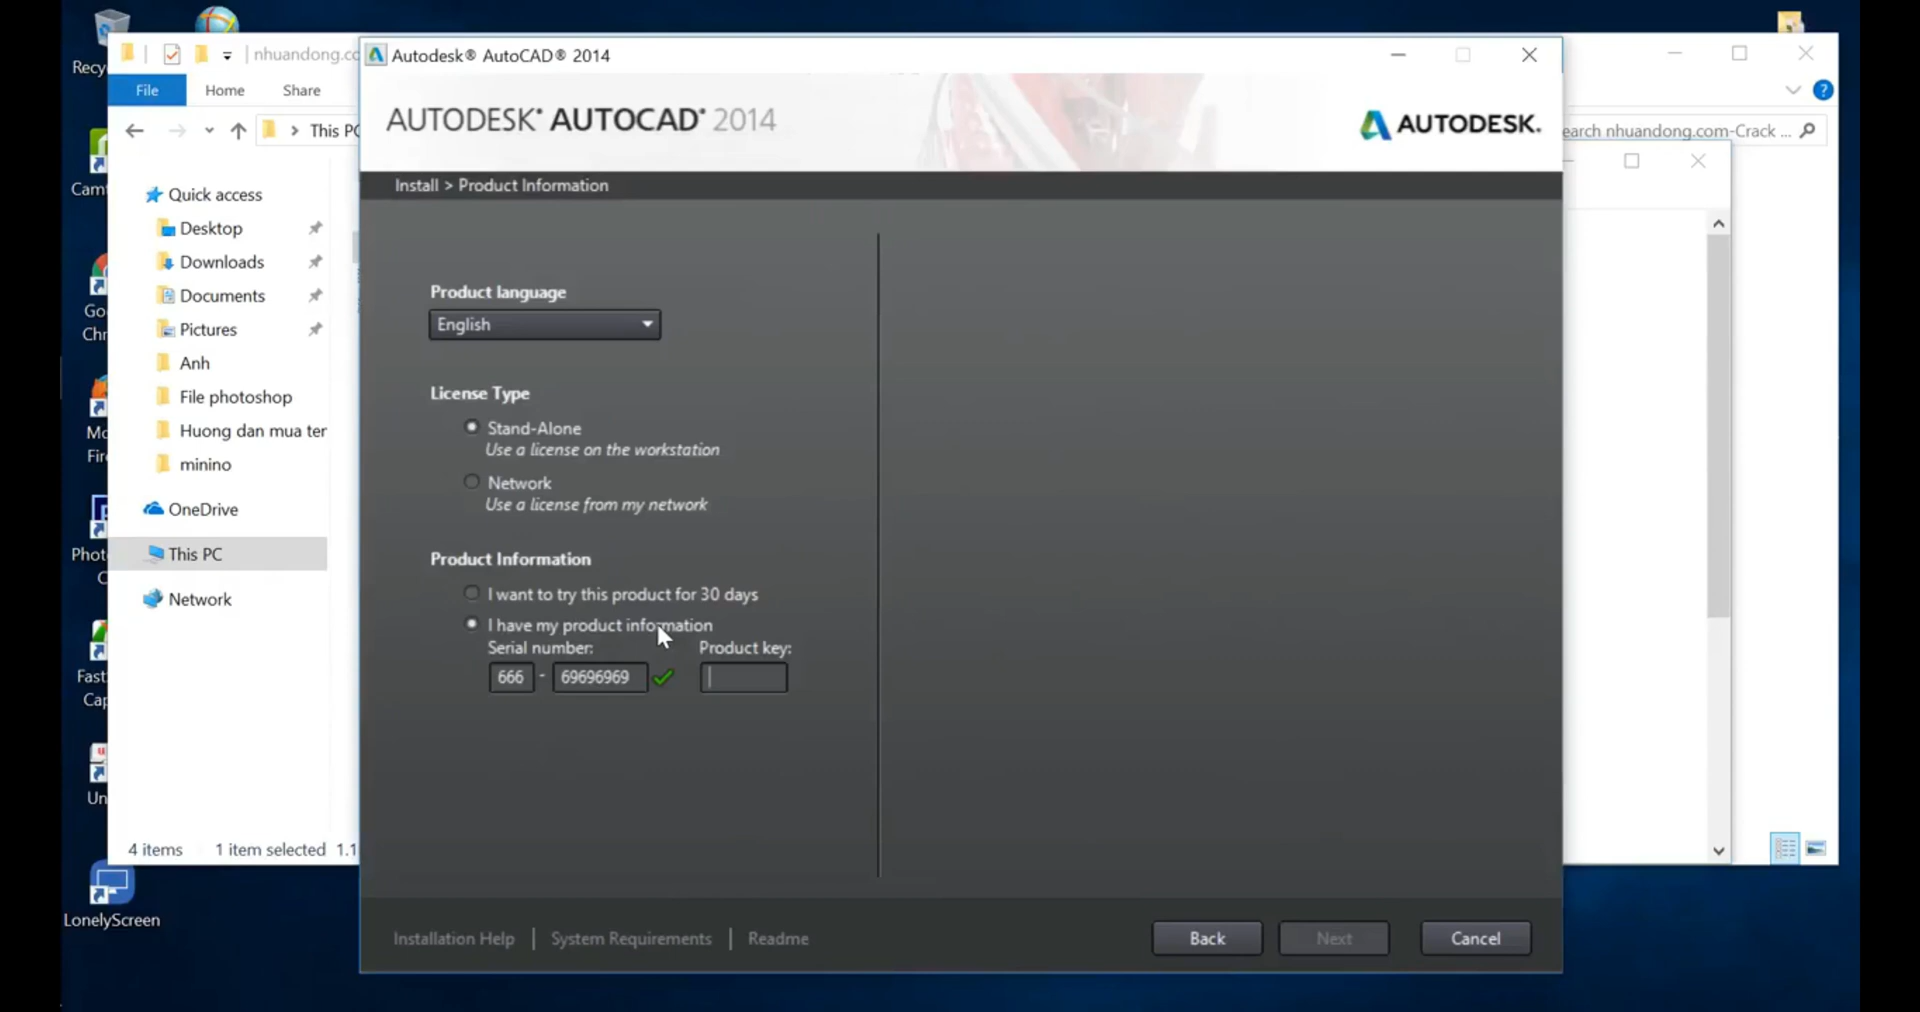 Recy
nhuandong.co
File
Home
Share
This PC
Quick access
Desktop
Downloads
Documents
Pictures
Anh
File photoshop
Huong dan mua ter
minino
OneDrive
This PC
Network
4 items
1 item selected
1.1
Camt
Go
Chr
Mo
Fir
Phot
C
Fast
Cap
Un
LonelyScreen
Autodesk® AutoCAD® 2014
AUTODESK® AUTOCAD® 2014
AUTODESK.
Install > Product Information
Product language
English
License Type
Stand-Alone
Use a license on the workstation
Network
Use a license from my network
Product Information
I want to try this product for 30 days
I have my product information
Serial number:
Product key:
666 - 69696969
Installation Help | System Requirements | Readme
Back
Next
Cancel
earch nhuandong.com-Crack ...